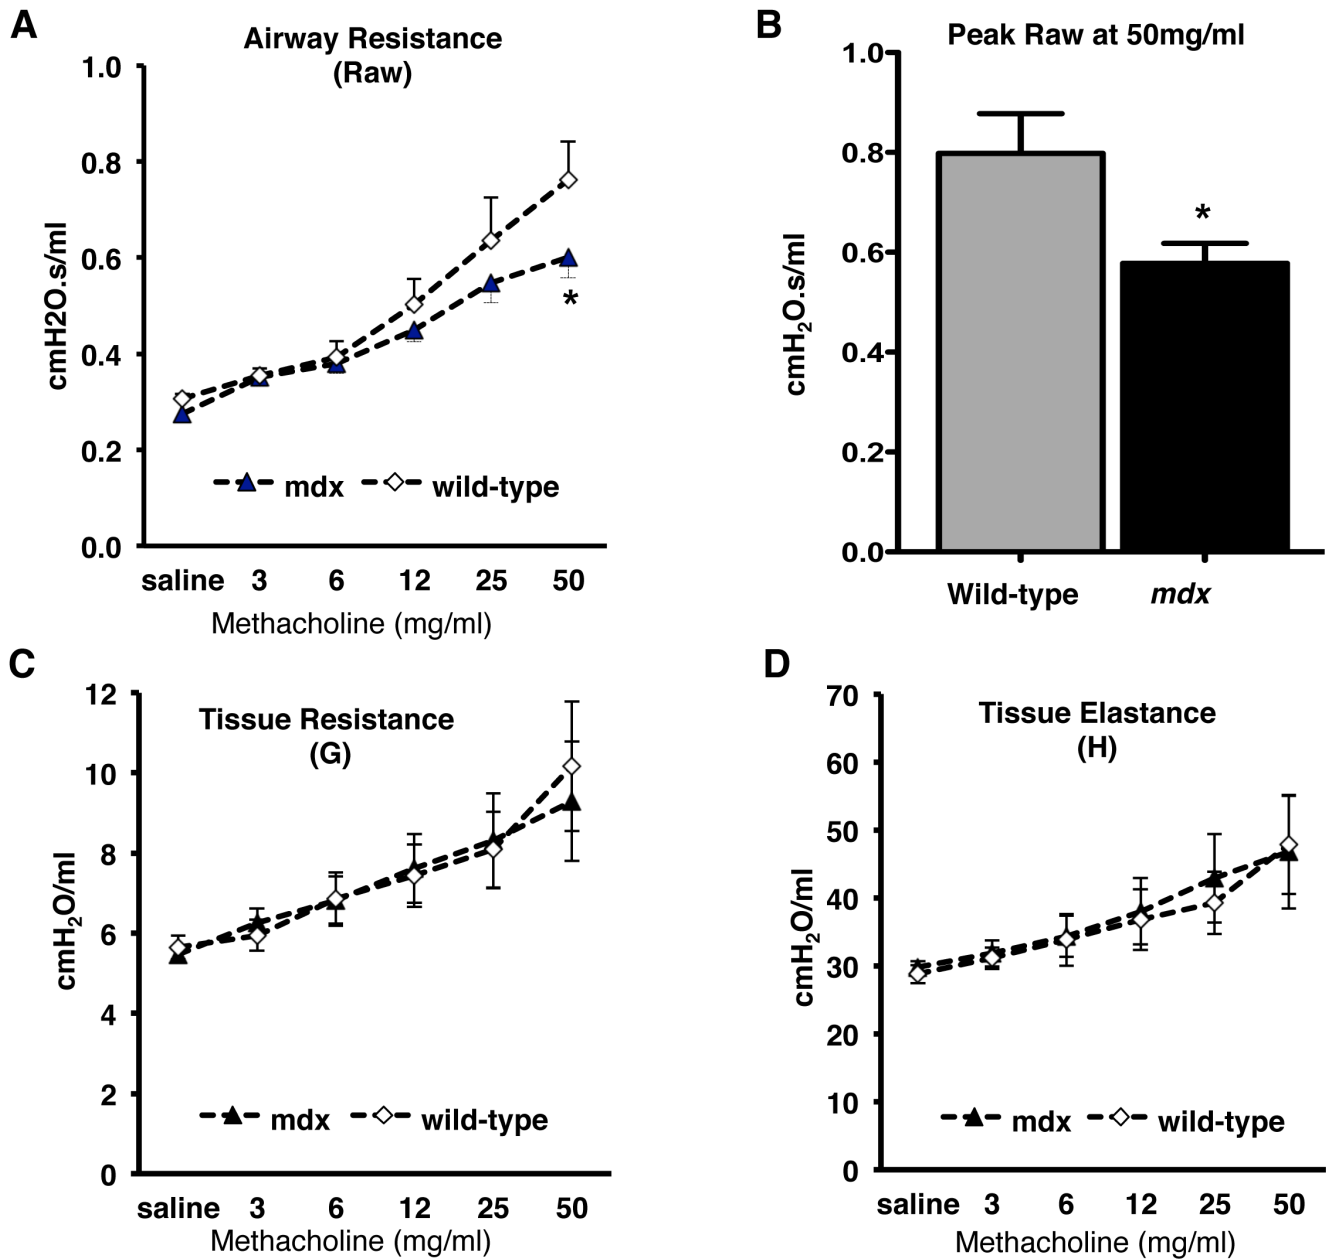 A
Airway Resistance
(Raw)
cmH2O.s/ml
1.0
0.8
0.6
0.4
0.2
0.0
*
mdx wild-type
saline 3 6 12 25 50
Methacholine (mg/ml)
B
Peak Raw at 50mg/ml
cmH₂O.s/ml
1.0
0.8
0.6
0.4
0.2
0.0
*
Wild-type mdx
C
Tissue Resistance
(G)
cmH₂O/ml
12
10
8
6
4
2
0
mdx wild-type
saline 3 6 12 25 50
Methacholine (mg/ml)
D
Tissue Elastance
(H)
cmH₂O/ml
70
60
50
40
30
20
10
0
mdx wild-type
saline 3 6 12 25 50
Methacholine (mg/ml)